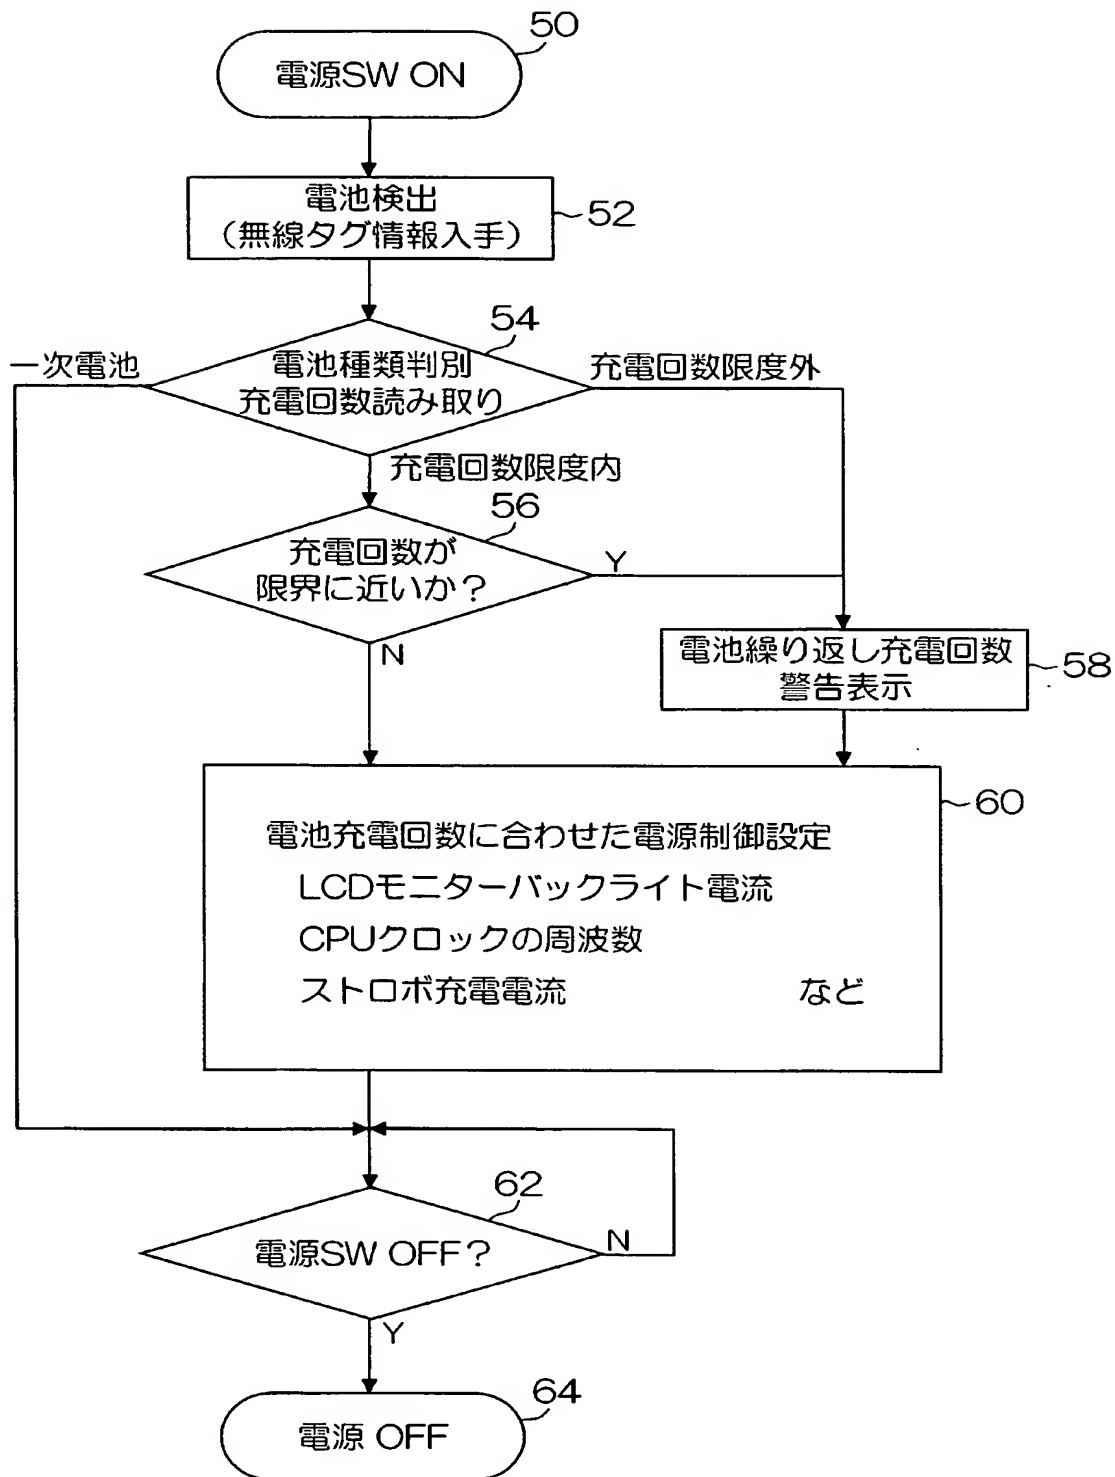 50
電源SW ON
電池検出
(無線タグ情報入手)
52
54
一次電池
電池種類判別
充電回数読み取り
充電回数限度外
充電回数限度内
56
充電回数が
限界に近いか?
Y
N
電池繰り返し充電回数
警告表示
58
60
電池充電回数に合わせた電源制御設定
LCDモニターバックライト電流
CPUクロックの周波数
ストロボ充電電流 など
62
電源SW OFF?
N
Y
64
電源 OFF